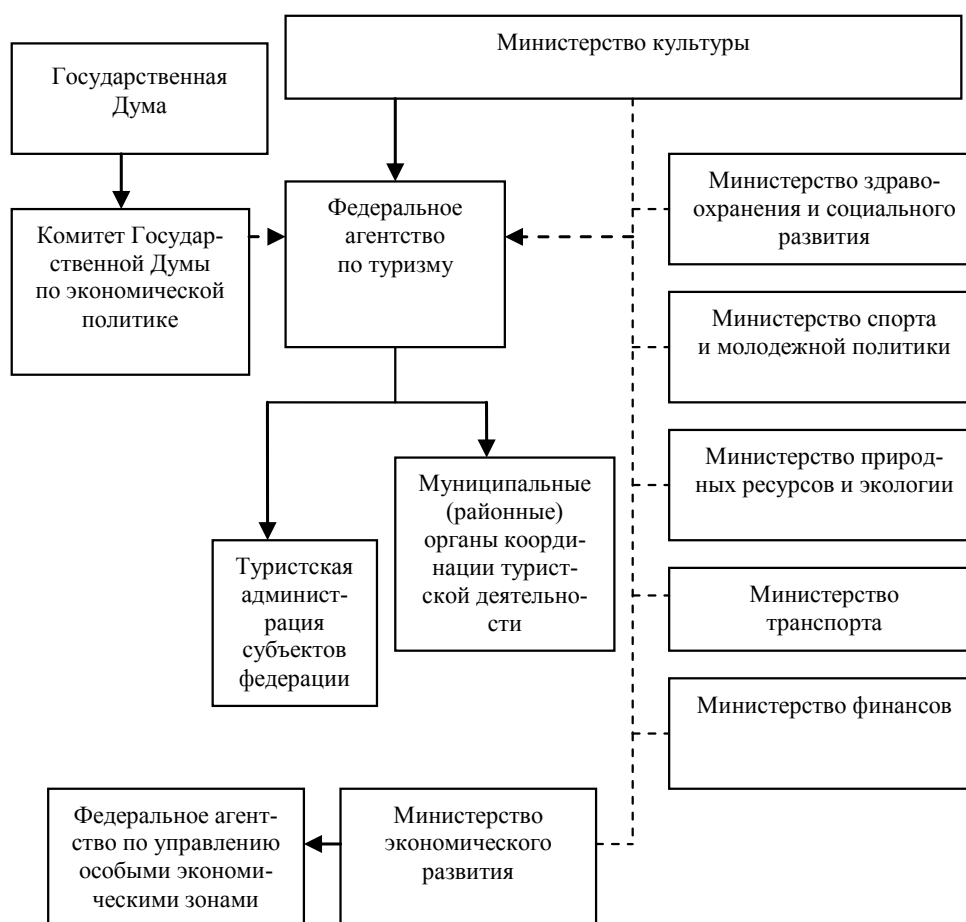 Министерство культуры
Государственная
Дума
Министерство здраво-
охранения и социального
развития
Федеральное
агентство
по туризму
Комитет Государ-
ственной Думы
по экономической
политике
Министерство спорта
и молодежной политики
Министерство природ-
ных ресурсов и экологии
Муниципальные
(районные)
органы коорди-
нации турист-
ской деятельно-
сти
Туристская
админист-
рация
субъектов
федерации
Министерство
транспорта
Министерство финансов
Федеральное агент-
ство по управлению
особыми экономи-
ческими зонами
Министерство
экономического
развития